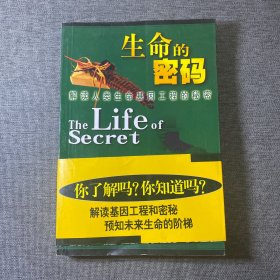 生命的
密码
解读人类生命基因工程的秘密
The Life of
Secret
你了解吗？你知道吗？
解读基因工程和密秘
预知未来生命的阶梯